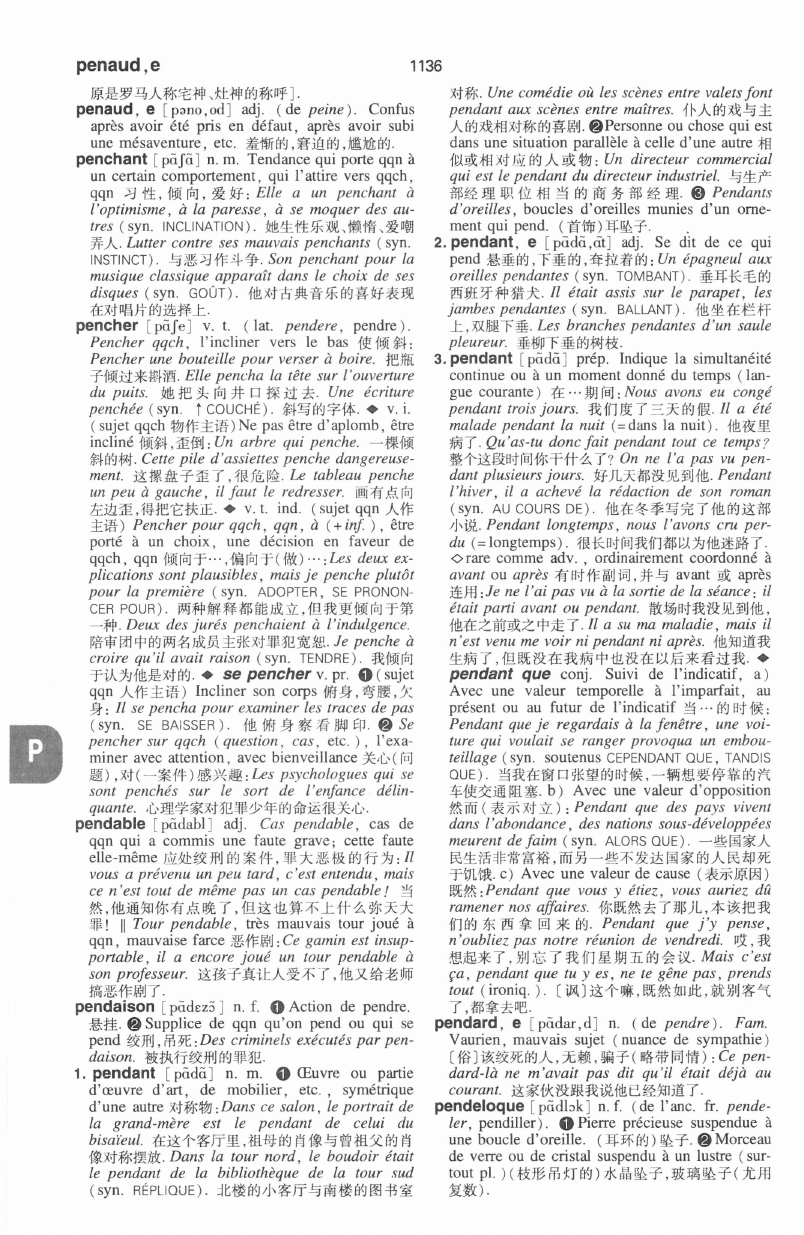 penaud,e
1136
原是罗马人称宅神、灶神的称呼].
penaud, e [pəno,od] adj. (de peine). Confus
après avoir été pris en défaut, après avoir subi
une mésaventure, etc. 羞惭的,窘迫的,尴尬的.
penchant [pɑ̃ʃɑ̃] n. m. Tendance qui porte qqn à
un certain comportement, qui l'attire vers qqch,
qqn 习性,倾向,爱好: Elle a un penchant à
l'optimisme, à la paresse, à se moquer des au-
tres (syn. INCLINATION). 她生性乐观、懒惰、爱嘲
弄人. Lutter contre ses mauvais penchants (syn.
INSTINCT). 与恶习作斗争. Son penchant pour la
musique classique apparaît dans le choix de ses
disques (syn. GOÛT). 他对古典音乐的喜好表现
在对唱片的选择上.
pencher [pɑ̃ʃe] v. t. (lat. pendere, pendre).
Pencher qqch, l'incliner vers le bas 使倾斜:
Pencher une bouteille pour verser à boire. 把瓶
子倾过来斟酒. Elle pencha la tête sur l'ouverture
du puits. 她把头向井口探过去. Une écriture
penchée (syn. ↑COUCHÉ). 斜写的字体. ◆ v. i.
(sujet qqch 物作主语) Ne pas être d'aplomb, être
incliné 倾斜,歪倒: Un arbre qui penche. 一棵倾
斜的树. Cette pile d'assiettes penche dangereuse-
ment. 这摞盘子歪了,很危险. Le tableau penche
un peu à gauche, il faut le redresser. 画有点向
左边歪,得把它扶正. ◆ v. t. ind. (sujet qqn 人作
主语) Pencher pour qqch, qqn, à (+inf.), être
porté à un choix, une décision en faveur de
qqch, qqn 倾向于…,偏向于(做)…: Les deux ex-
plications sont plausibles, mais je penche plutôt
pour la première (syn. ADOPTER, SE PRONON-
CER POUR). 两种解释都能成立,但我更倾向于第
一种. Deux des jurés penchaient à l'indulgence.
陪审团中的两名成员主张对罪犯宽恕. Je penche à
croire qu'il avait raison (syn. TENDRE). 我倾向
于认为他是对的. ◆ se pencher v. pr. ❶ (sujet
qqn 人作主语) Incliner son corps 俯身,弯腰,欠
身: Il se pencha pour examiner les traces de pas
(syn. SE BAISSER). 他俯身察看脚印. ❷ Se
pencher sur qqch (question, cas, etc.), l'exa-
miner avec attention, avec bienveillance 关心(问
题),对(一案件)感兴趣: Les psychologues qui se
sont penchés sur le sort de l'enfance délin-
quante. 心理学家对犯罪少年的命运很关心.
P
pendable [pɑ̃dabl] adj. Cas pendable, cas de
qqn qui a commis une faute grave; cette faute
elle-même 应处绞刑的案件,罪大恶极的行为: Il
vous a prévenu un peu tard, c'est entendu, mais
ce n'est tout de même pas un cas pendable! 当
然,他通知你有点晚了,但这也算不上什么弥天大
罪! ‖ Tour pendable, très mauvais tour joué à
qqn, mauvaise farce 恶作剧: Ce gamin est insup-
portable, il a encore joué un tour pendable à
son professeur. 这孩子真让人受不了,他又给老师
搞恶作剧了.
pendaison [pɑ̃dɛzɔ̃] n. f. ❶ Action de pendre.
悬挂. ❷ Supplice de qqn qu'on pend ou qui se
pend 绞刑,吊死: Des criminels exécutés par pen-
daison. 被执行绞刑的罪犯.
1. pendant [pɑ̃dɑ̃] n. m. ❶ Œuvre ou partie
d'œuvre d'art, de mobilier, etc., symétrique
d'une autre 对称物: Dans ce salon, le portrait de
la grand-mère est le pendant de celui du
bisaïeul. 在这个客厅里,祖母的肖像与曾祖父的肖
像对称摆放. Dans la tour nord, le boudoir était
le pendant de la bibliothèque de la tour sud
(syn. RÉPLIQUE). 北楼的小客厅与南楼的图书室
对称. Une comédie où les scènes entre valets font
pendant aux scènes entre maîtres. 仆人的戏与主
人的戏相对称的喜剧. ❷ Personne ou chose qui est
dans une situation parallèle à celle d'une autre 相
似或相对应的人或物: Un directeur commercial
qui est le pendant du directeur industriel. 与生产
部经理职位相当的商务部经理. ❸ Pendants
d'oreilles, boucles d'oreilles munies d'un orne-
ment qui pend. (首饰)耳坠子.
2. pendant, e [pɑ̃dɑ̃,ɑ̃t] adj. Se dit de ce qui
pend 悬垂的,下垂的,耷拉着的: Un épagneul aux
oreilles pendantes (syn. TOMBANT). 垂耳长毛的
西班牙种猎犬. Il était assis sur le parapet, les
jambes pendantes (syn. BALLANT). 他坐在栏杆
上,双腿下垂. Les branches pendantes d'un saule
pleureur. 垂柳下垂的树枝.
3. pendant [pɑ̃dɑ̃] prép. Indique la simultanéité
continue ou à un moment donné du temps (lan-
gue courante) 在…期间: Nous avons eu congé
pendant trois jours. 我们度了三天的假. Il a été
malade pendant la nuit (=dans la nuit). 他夜里
病了. Qu'as-tu donc fait pendant tout ce temps?
整个这段时间你干什么了? On ne l'a pas vu pen-
dant plusieurs jours. 好几天都没见到他. Pendant
l'hiver, il a achevé la rédaction de son roman
(syn. AU COURS DE). 他在冬季写完了他的这部
小说. Pendant longtemps, nous l'avons cru per-
du (=longtemps). 很长时间我们都以为他迷路了.
◇rare comme adv., ordinairement coordonné à
avant ou après 有时作副词,并与 avant 或 après
连用: Je ne l'ai pas vu à la sortie de la séance: il
était parti avant ou pendant. 散场时我没见到他,
他在之前或之中走了. Il a su ma maladie, mais il
n'est venu me voir ni pendant ni après. 他知道我
生病了,但既没在我病中也没在以后来看过我. ◆
pendant que conj. Suivi de l'indicatif, a)
Avec une valeur temporelle à l'imparfait, au
présent ou au futur de l'indicatif 当…的时候:
Pendant que je regardais à la fenêtre, une voi-
ture qui voulait se ranger provoqua un embou-
teillage (syn. soutenus CEPENDANT QUE, TANDIS
QUE). 当我在窗口张望的时候,一辆想要停靠的汽
车使交通阻塞. b) Avec une valeur d'opposition
然而(表示对立): Pendant que des pays vivent
dans l'abondance, des nations sous-développées
meurent de faim (syn. ALORS QUE). 一些国家人
民生活非常富裕,而另一些不发达国家的人民却死
于饥饿. c) Avec une valeur de cause (表示原因)
既然: Pendant que vous y étiez, vous auriez dû
ramener nos affaires. 你既然去了那儿,本该把我
们的东西拿回来的. Pendant que j'y pense,
n'oubliez pas notre réunion de vendredi. 哎,我
想起来了,别忘了我们星期五的会议. Mais c'est
ça, pendant que tu y es, ne te gêne pas, prends
tout (ironiq.). 〔讽〕这个嘛,既然如此,就别客气
了,都拿去吧.
pendard, e [pɑ̃dar,d] n. (de pendre). Fam.
Vaurien, mauvais sujet (nuance de sympathie)
〔俗〕该绞死的人,无赖,骗子(略带同情): Ce pen-
dard-là ne m'avait pas dit qu'il était déjà au
courant. 这家伙没跟我说他已经知道了.
pendeloque [pɑ̃dlɔk] n. f. (de l'anc. fr. pende-
ler, pendiller). ❶ Pierre précieuse suspendue à
une boucle d'oreille. (耳环的)坠子. ❷ Morceau
de verre ou de cristal suspendu à un lustre (sur-
tout pl.) (枝形吊灯的)水晶坠子,玻璃坠子(尤用
复数).